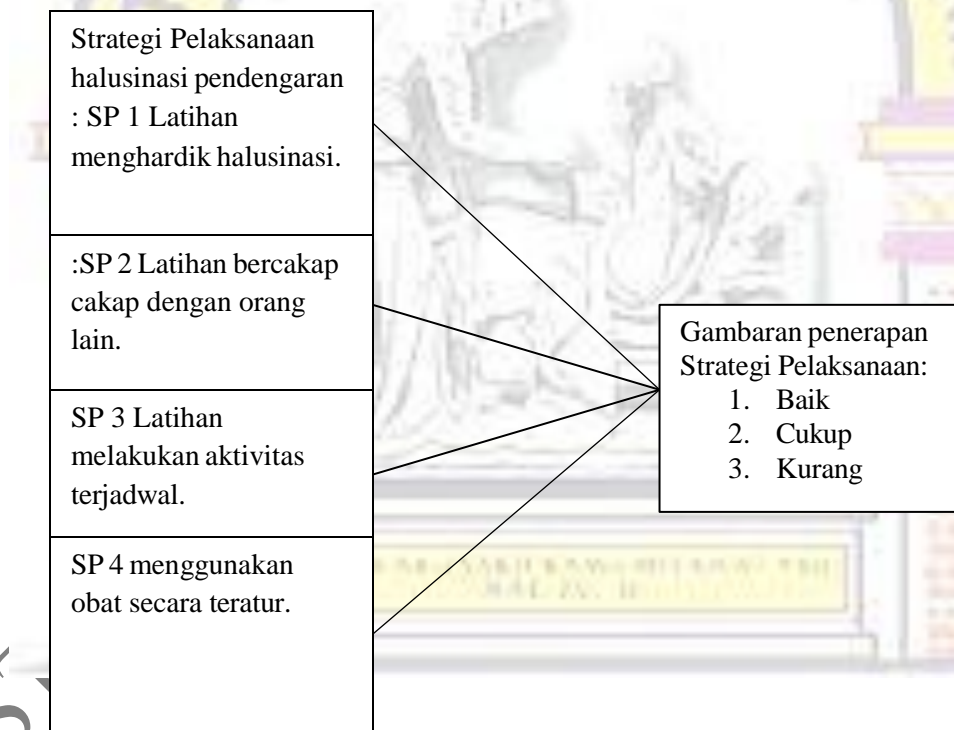 Strategi Pelaksanaan
halusinasi pendengaran
: SP 1 Latihan
menghardik halusinasi.
:SP 2 Latihan bercakap
cakap dengan orang
lain.
SP 3 Latihan
melakukan aktivitas
terjadwal.
SP 4 menggunakan
obat secara teratur.
Gambaran penerapan
Strategi Pelaksanaan:
1. Baik
2. Cukup
3. Kurang